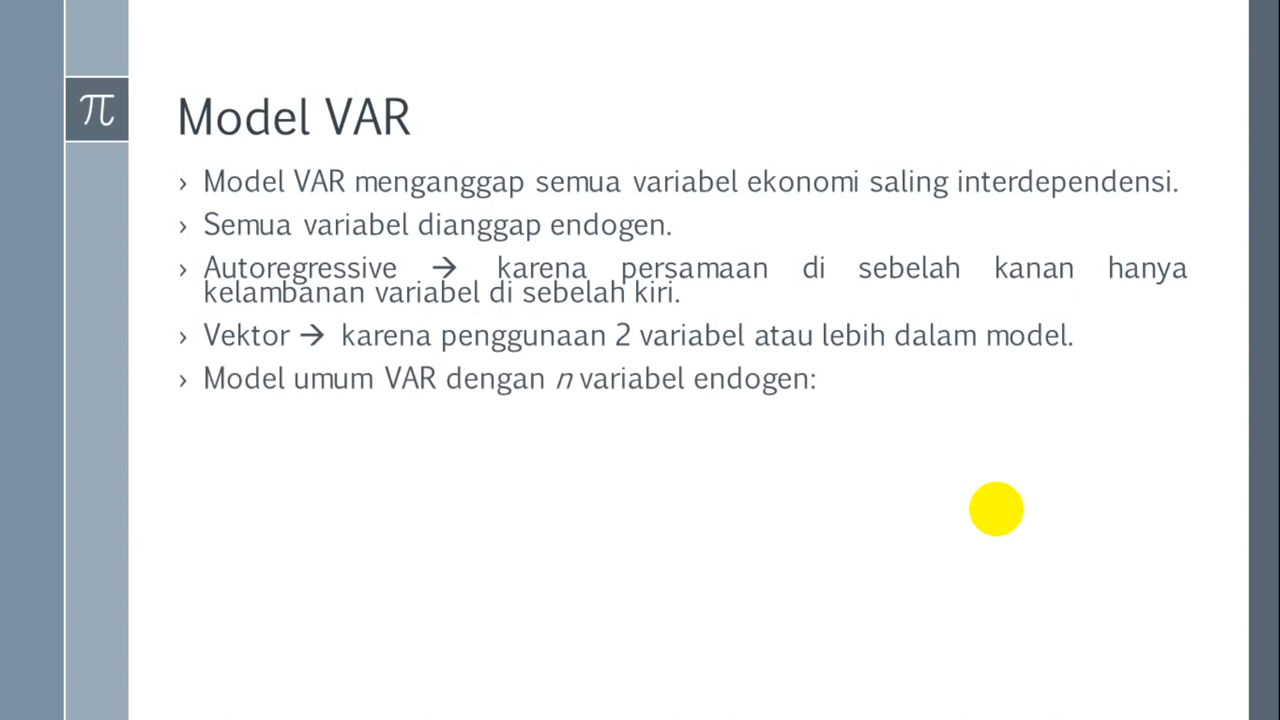 π
Model VAR
› Model VAR menganggap semua variabel ekonomi saling interdependensi.
› Semua variabel dianggap endogen.
› Autoregressive → karena persamaan di sebelah kanan hanya
kelambanan variabel di sebelah kiri.
› Vektor → karena penggunaan 2 variabel atau lebih dalam model.
› Model umum VAR dengan n variabel endogen: